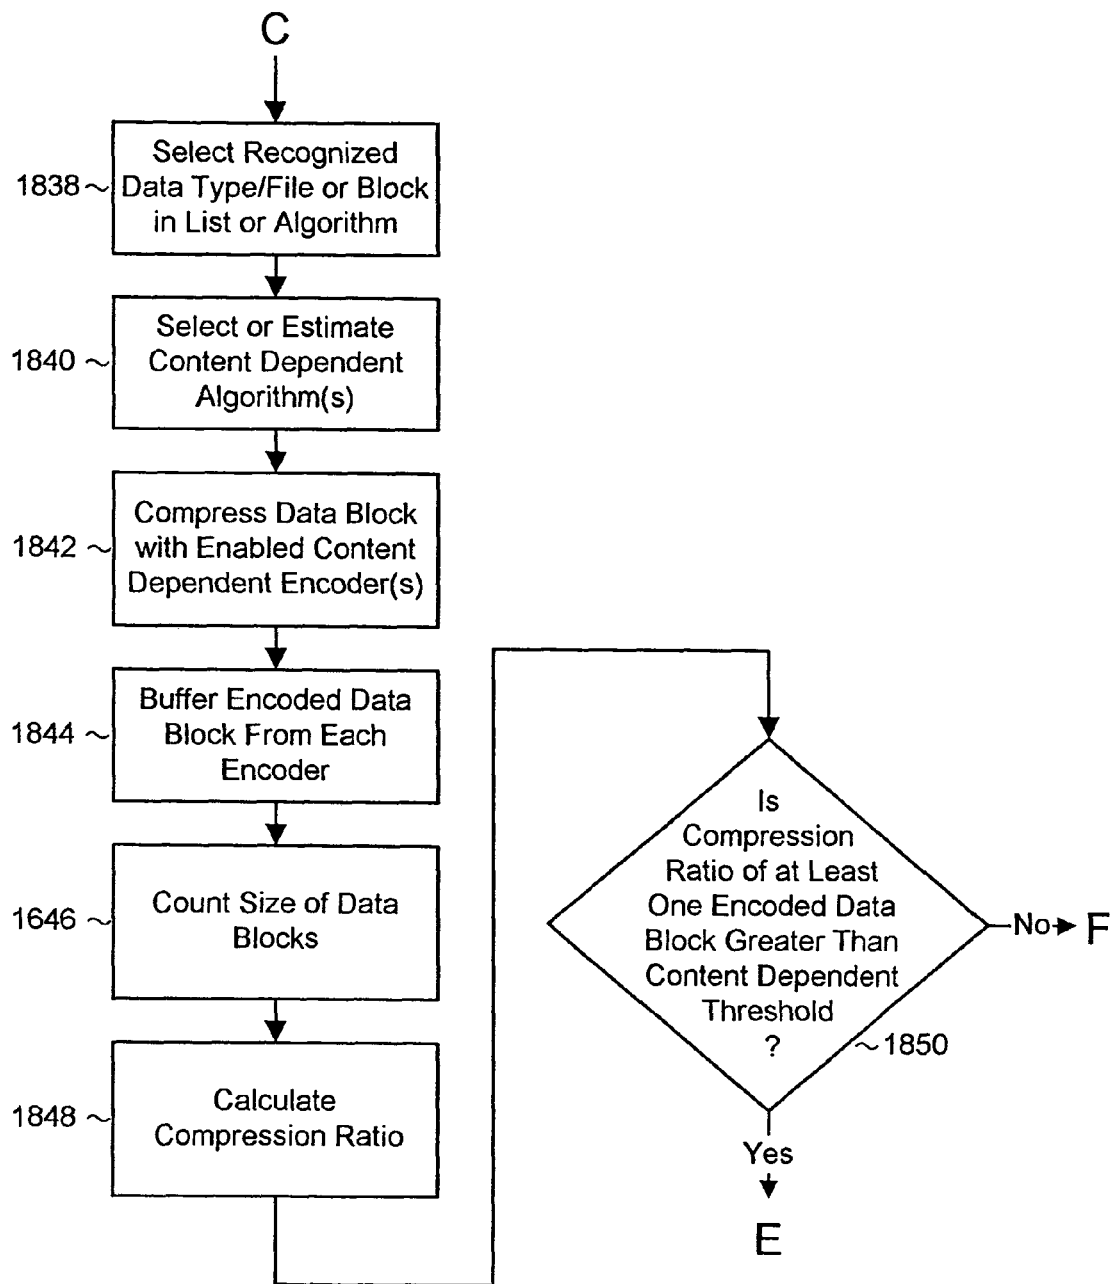 C
1838
Select Recognized
Data Type/File or Block
in List or Algorithm
1840
Select or Estimate
Content Dependent
Algorithm(s)
1842
Compress Data Block
with Enabled Content
Dependent Encoder(s)
1844
Buffer Encoded Data
Block From Each
Encoder
1646
Count Size of Data
Blocks
1848
Calculate
Compression Ratio
Is
Compression
Ratio of at Least
One Encoded Data
Block Greater Than
Content Dependent
Threshold
?
1850
No
F
Yes
E